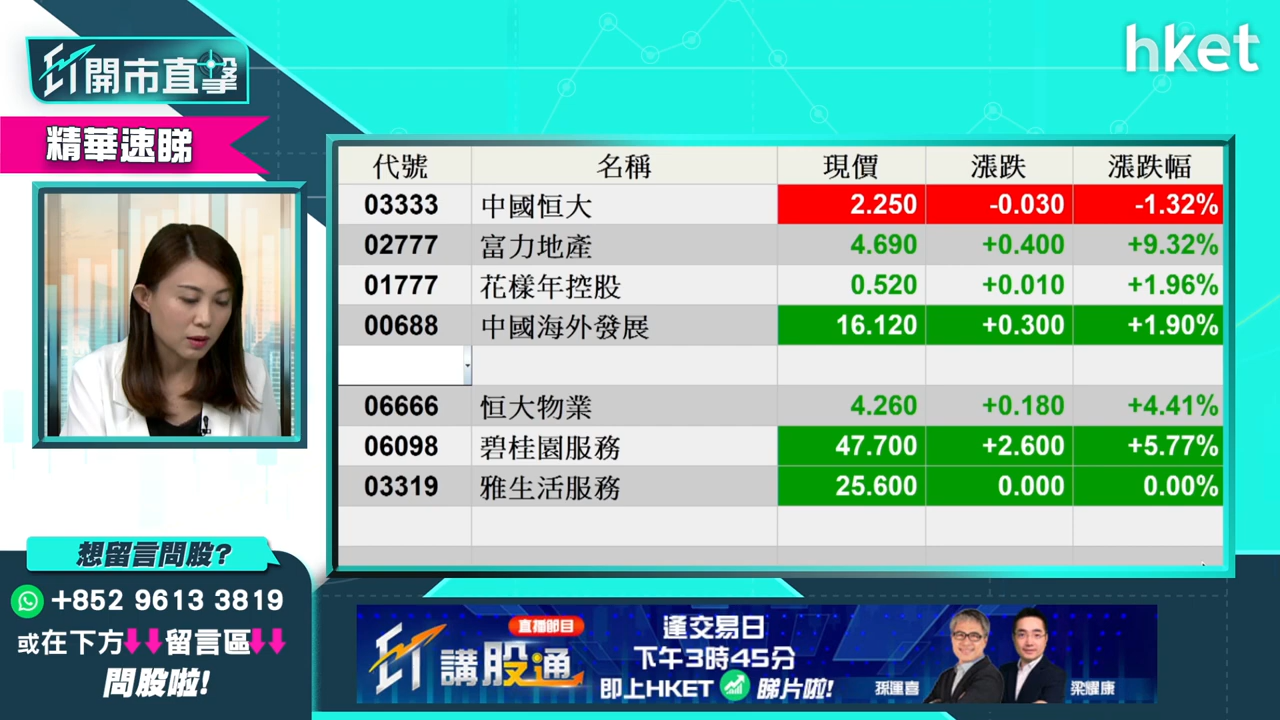 ET開市直擊
hket
精華速睇
代號 名稱 現價 漲跌 漲跌幅
03333 中國恒大 2.250 -0.030 -1.32%
02777 富力地產 4.690 +0.400 +9.32%
01777 花樣年控股 0.520 +0.010 +1.96%
00688 中國海外發展 16.120 +0.300 +1.90%
06666 恒大物業 4.260 +0.180 +4.41%
06098 碧桂園服務 47.700 +2.600 +5.77%
03319 雅生活服務 25.600 0.000 0.00%
想留言問股?
+852 9613 3819
或在下方留言區
問股啦!
直播節目
ET講股通
逢交易日
下午3時45分
即上HKET 睇片啦!
孫運喜
梁耀康